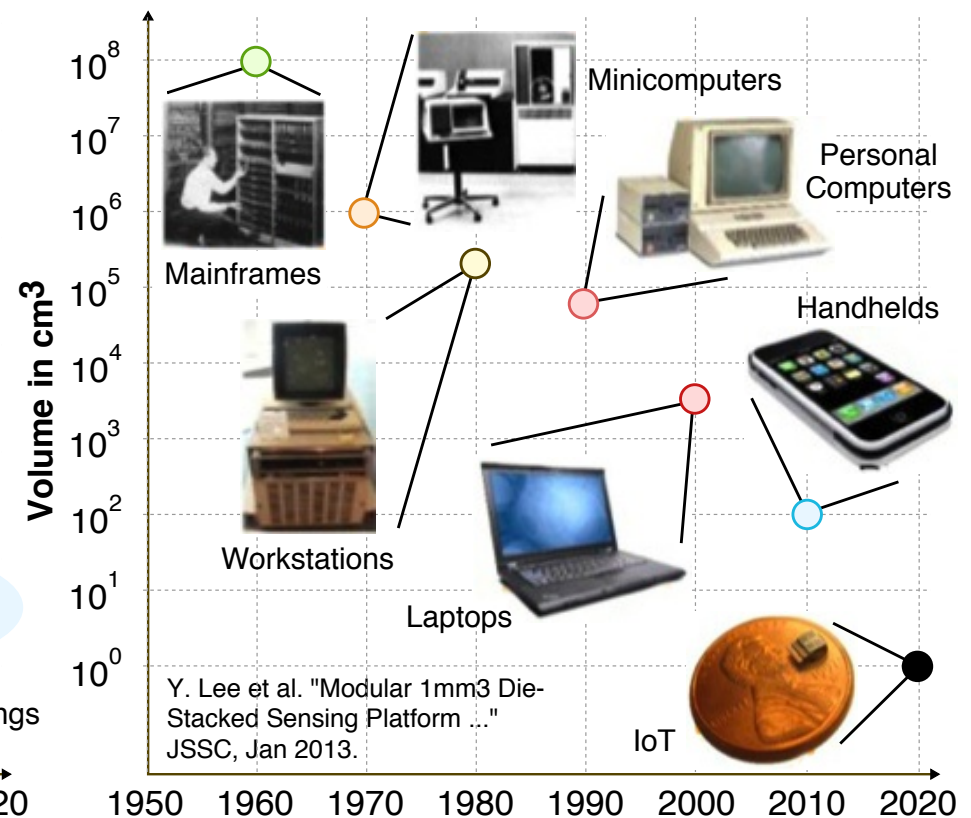 10^8
10^7
10^6
10^5
10^4
10^3
10^2
10^1
10^0
Volume in cm3
Mainframes
Minicomputers
Personal
Computers
Handhelds
Workstations
Laptops
IoT
Y. Lee et al. "Modular 1mm3 Die-
Stacked Sensing Platform ..."
JSSC, Jan 2013.
ngs
20
1950 1960 1970 1980 1990 2000 2010 2020